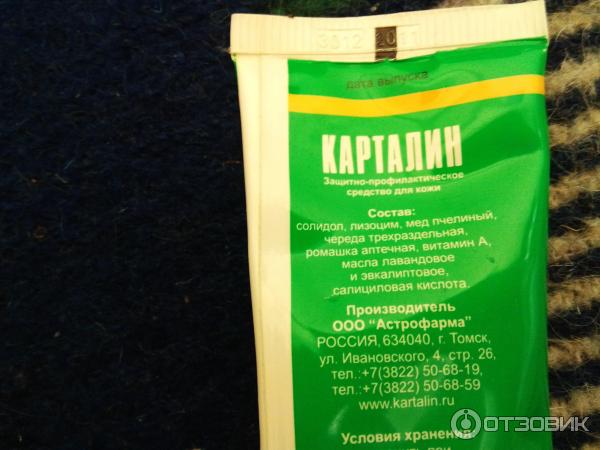 дата выпуска
КАРТАЛИН
Защитно-профилактическое
средство для кожи
Состав:
солидол, лизоцим, мед пчелиный,
череда трехраздельная,
ромашка аптечная, витамин А,
масла лавандовое
и эвкалиптовое,
салициловая кислота.
Производитель
ООО "Астрофарма"
РОССИЯ, 634040, г. Томск,
ул. Ивановского, 4, стр. 26,
тел.:+7(3822) 50-68-19,
тел.:+7(3822) 50-68-59
www.kartalin.ru
Условия хранения:
при
ОТЗОВИК